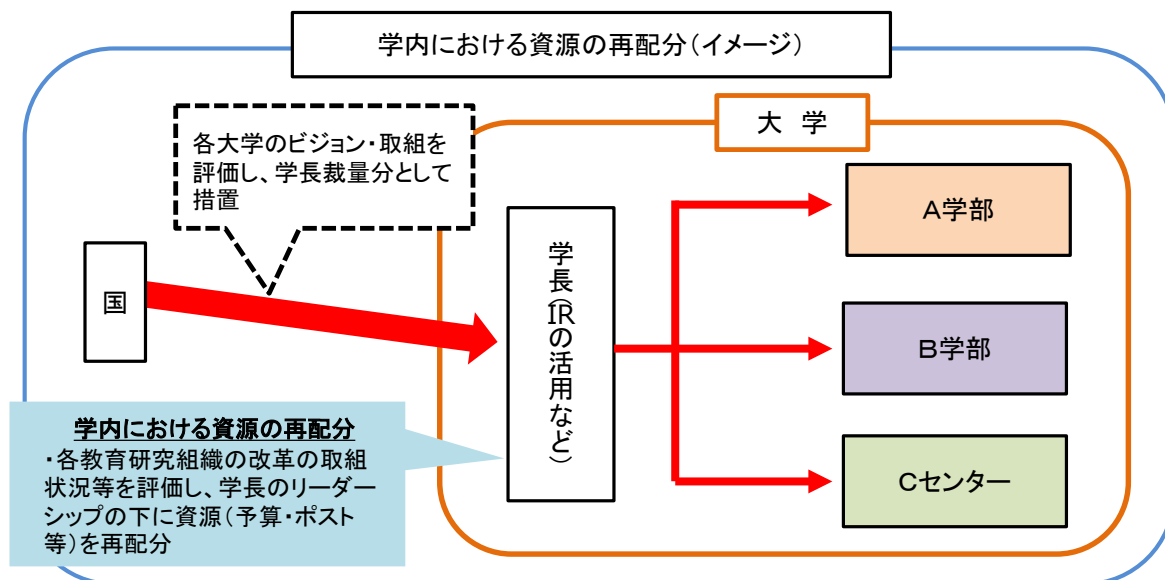 学内における資源の再配分(イメージ)
大 学
各大学のビジョン・取組を
評価し、学長裁量分として
措置
国
学長(IRの活用など)
A学部
B学部
Cセンター
学内における資源の再配分
・各教育研究組織の改革の取組
状況等を評価し、学長のリーダー
シップの下に資源(予算・ポスト
等)を再配分